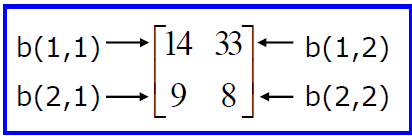 b(1,1) → 14 33 ← b(1,2)
b(2,1) → 9 8 ← b(2,2)